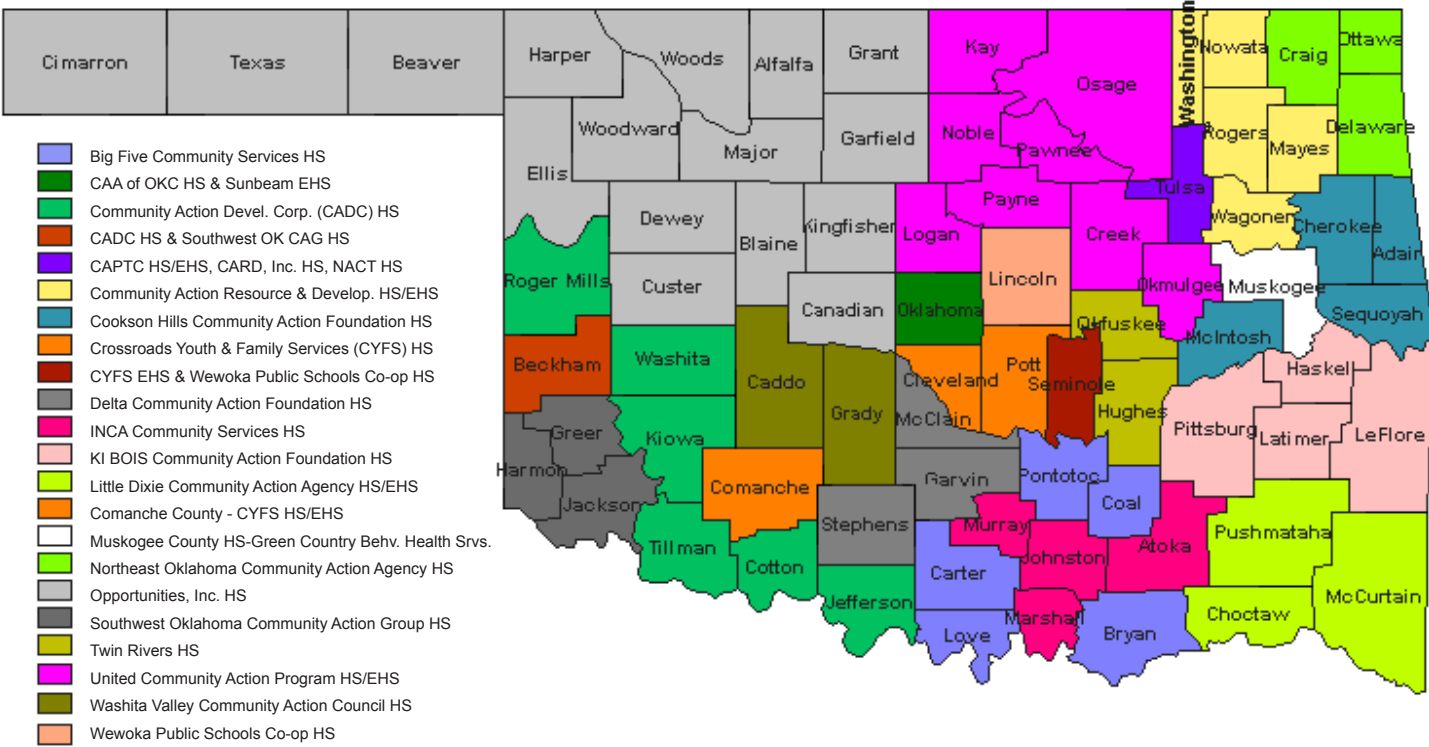 Cimarron
Texas
Beaver
Harper
Woods
Alfalfa
Grant
Kay
Osage
Washington
Nowata
Craig
Ottawa
Woodward
Major
Garfield
Noble
Pawnee
Rogers
Mayes
Delaware
Ellis
Dewey
Blaine
Kingfisher
Logan
Payne
Creek
Tulsa
Wagoner
Cherokee
Adair
Roger Mills
Custer
Canadian
Oklahoma
Lincoln
Okmulgee
Muskogee
Sequoyah
Beckham
Washita
Caddo
Grady
Cleveland
McClain
Pott
Seminole
Okfuskee
Hughes
McIntosh
Haskell
Pittsburg
Latimer
LeFlore
Harmon
Greer
Jackson
Kiowa
Comanche
Stephens
Garvin
Pontotoc
Coal
Murray
Johnston
Atoka
Pushmataha
McCurtain
Tillman
Cotton
Jefferson
Carter
Love
Marshall
Bryan
Choctaw
Big Five Community Services HS
CAA of OKC HS & Sunbeam EHS
Community Action Devel. Corp. (CADC) HS
CADC HS & Southwest OK CAG HS
CAPTC HS/EHS, CARD, Inc. HS, NACT HS
Community Action Resource & Develop. HS/EHS
Cookson Hills Community Action Foundation HS
Crossroads Youth & Family Services (CYFS) HS
CYFS EHS & Wewoka Public Schools Co-op HS
Delta Community Action Foundation HS
INCA Community Services HS
KI BOIS Community Action Foundation HS
Little Dixie Community Action Agency HS/EHS
Comanche County - CYFS HS/EHS
Muskogee County HS-Green Country Behv. Health Srvs.
Northeast Oklahoma Community Action Agency HS
Opportunities, Inc. HS
Southwest Oklahoma Community Action Group HS
Twin Rivers HS
United Community Action Program HS/EHS
Washita Valley Community Action Council HS
Wewoka Public Schools Co-op HS